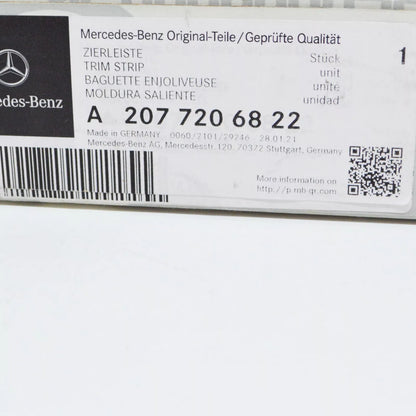 Mercedes-Benz Original-Teile/Geprüfte Qualität
ZIERLEISTE Stück 1
TRIM STRIP unit
BAGUETTE ENJOLIVEUSE unité
MOLDURA SALIENTE unidad
edes-Benz
A 207 720 68 22
Made in GERMANY 0060/2101/29246 28.01.21
Mercedes-Benz AG, Mercedesstr. 120, 70372 Stuttgart, Germany
More information on
http://p.mb-qr.com